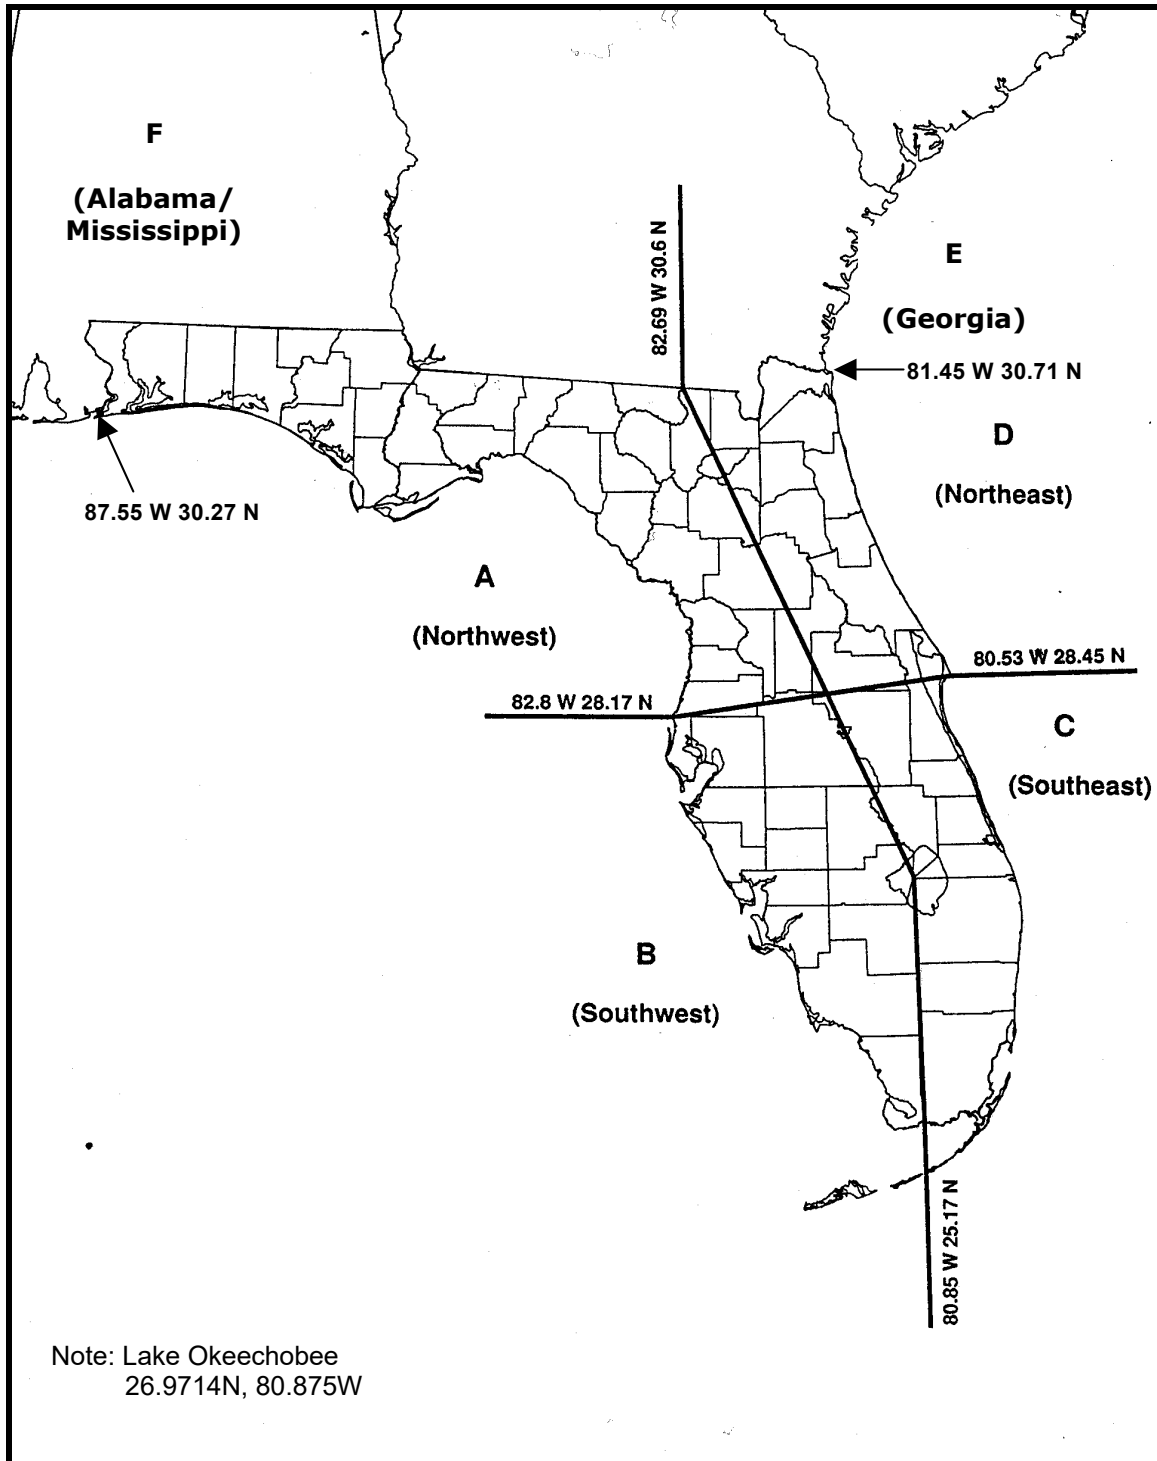 F
(Alabama/
Mississippi)
82.69 W 30.6 N
E
(Georgia)
81.45 W 30.71 N
D
(Northeast)
87.55 W 30.27 N
A
(Northwest)
80.53 W 28.45 N
82.8 W 28.17 N
C
(Southeast)
B
(Southwest)
80.85 W 25.17 N
Note: Lake Okeechobee
26.9714N, 80.875W